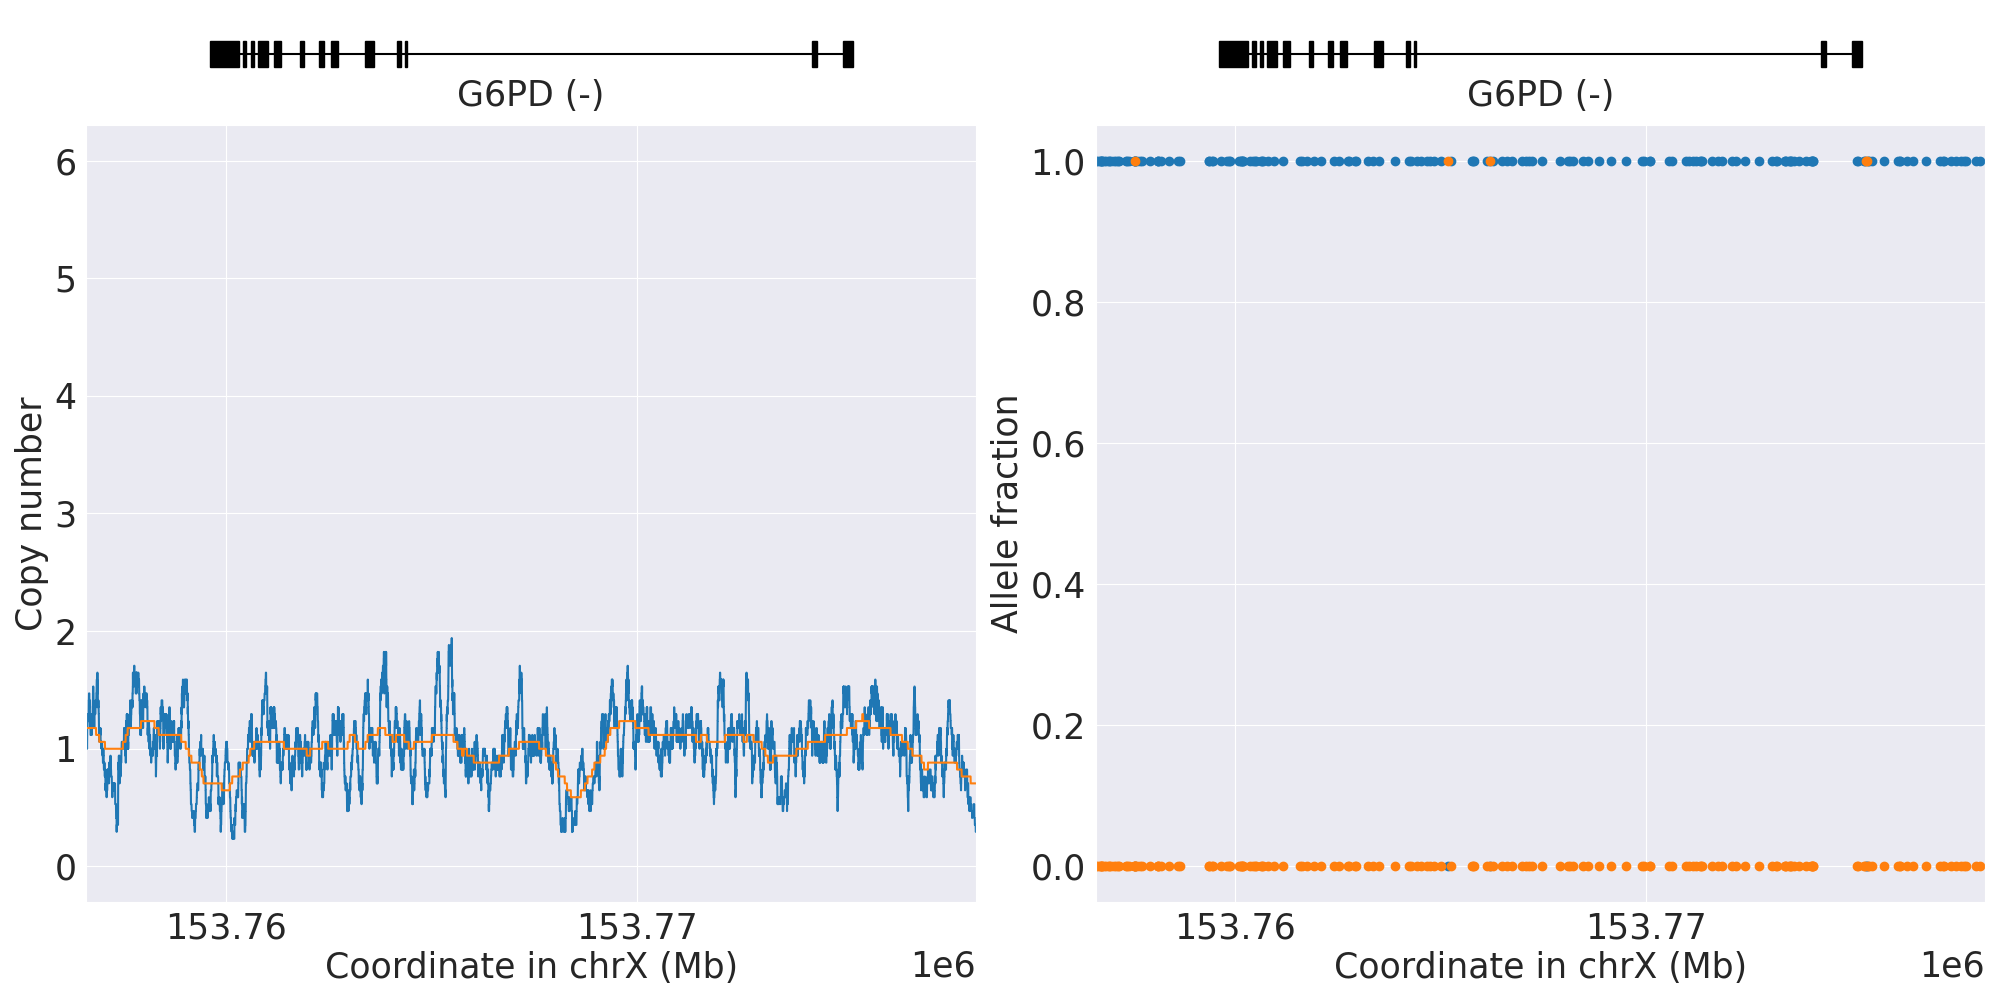 G6PD (-)
6
5
4
3
2
1
0
Copy number
153.76
153.77
Coordinate in chrX (Mb)
1e6
G6PD (-)
1.0
0.8
0.6
0.4
0.2
0.0
Allele fraction
153.76
153.77
Coordinate in chrX (Mb)
1e6